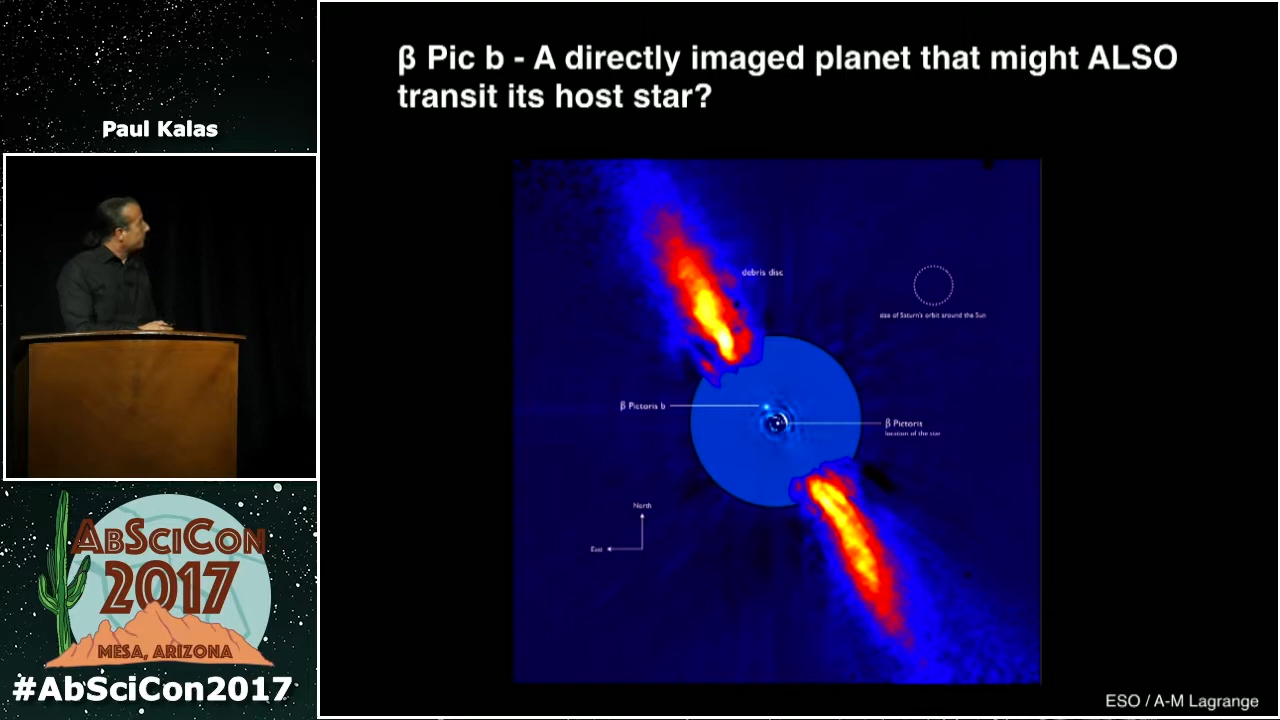 Paul Kalas
β Pic b - A directly imaged planet that might ALSO
transit its host star?
debris disc
size of Saturn's orbit around the Sun
β Pictoris b
β Pictoris
location of the star
North
East
ESO / A-M Lagrange
AbSciCon
2017
MESA, ARIZONA
#AbSciCon2017